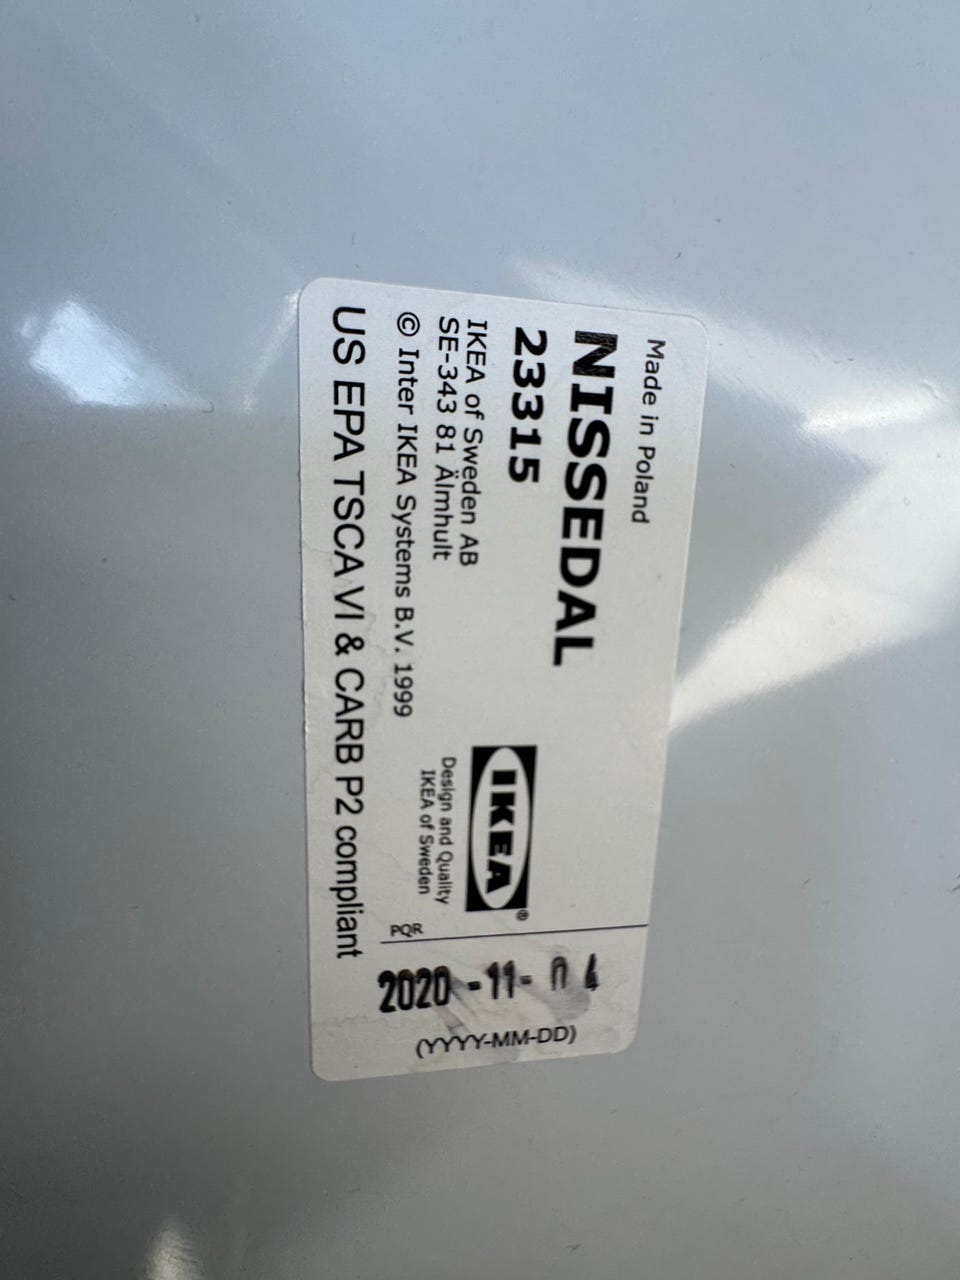 Made in Poland
NISSEDAL
23315
IKEA of Sweden AB
SE-343 81 Älmhult
© Inter IKEA Systems B.V. 1999
US EPA TSCA VI & CARB P2 compliant
IKEA®
Design and Quality
IKEA of Sweden
PQR
2020-11-04
(YYYY-MM-DD)